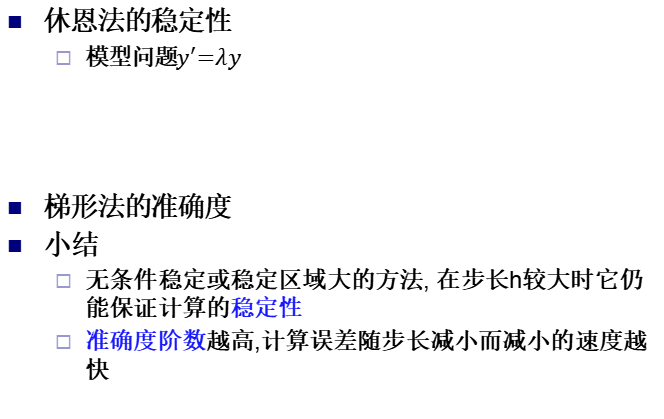 休恩法的稳定性
模型问题y′=λy
梯形法的准确度
小结
无条件稳定或稳定区域大的方法, 在步长h较大时它仍
能保证计算的稳定性
准确度阶数越高,计算误差随步长减小而减小的速度越
快